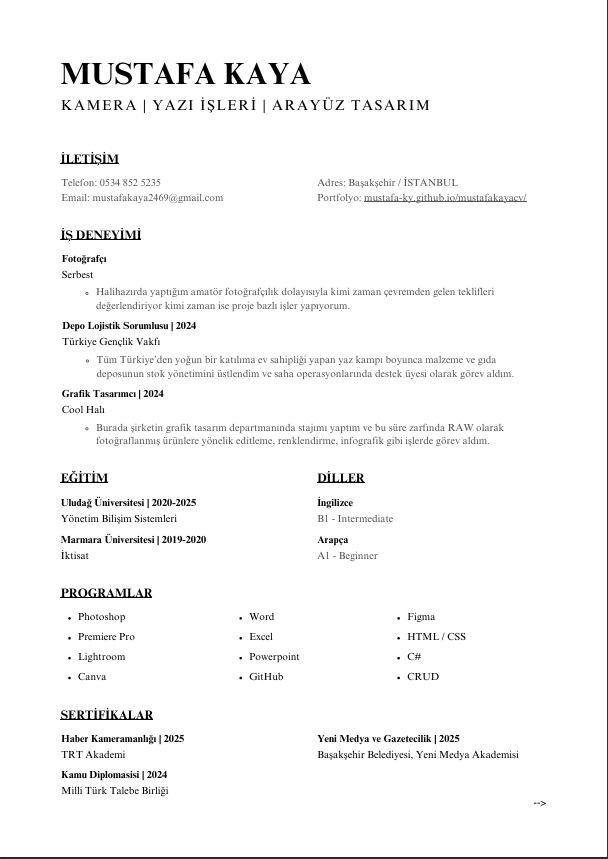 MUSTAFA KAYA
KAMERA | YAZI İŞLERİ | ARAYÜZ TASARIM
İLETİŞİM
Telefon: 0534 852 5235
Adres: Başakşehir / İSTANBUL
Email: mustafakaya2469@gmail.com
Portfolyo: mustafa-ky.github.io/mustafakayacv/
İŞ DENEYİMİ
Fotoğrafçı
Serbest
Halihazırda yaptığım amatör fotoğrafçılık dolayısıyla kimi zaman çevremden gelen teklifleri
değerlendiriyor kimi zaman ise proje bazlı işler yapıyorum.
Depo Lojistik Sorumlusu | 2024
Türkiye Gençlik Vakfı
Tüm Türkiye'den yoğun bir katılıma ev sahipliği yapan yaz kampı boyunca malzeme ve gıda
deposunun stok yönetimini üstlendim ve saha operasyonlarında destek üyesi olarak görev aldım.
Grafik Tasarımcı | 2024
Cool Halı
Burada şirketin grafik tasarım departmanında stajımı yaptım ve bu süre zarfında RAW olarak
fotoğraflanmış ürünlere yönelik editleme, renklendirme, infografik gibi işlerde görev aldım.
EĞİTİM
Uludağ Üniversitesi | 2020-2025
Yönetim Bilişim Sistemleri
Marmara Üniversitesi | 2019-2020
İktisat
DİLLER
İngilizce
B1 - Intermediate
Arapça
A1 - Beginner
PROGRAMLAR
Photoshop
Premiere Pro
Lightroom
Canva
Word
Excel
Powerpoint
GitHub
Figma
HTML / CSS
C#
CRUD
SERTİFİKALAR
Haber Kameramanlığı | 2025
TRT Akademi
Kamu Diplomasisi | 2024
Milli Türk Talebe Birliği
Yeni Medya ve Gazetecilik | 2025
Başakşehir Belediyesi, Yeni Medya Akademisi
-->